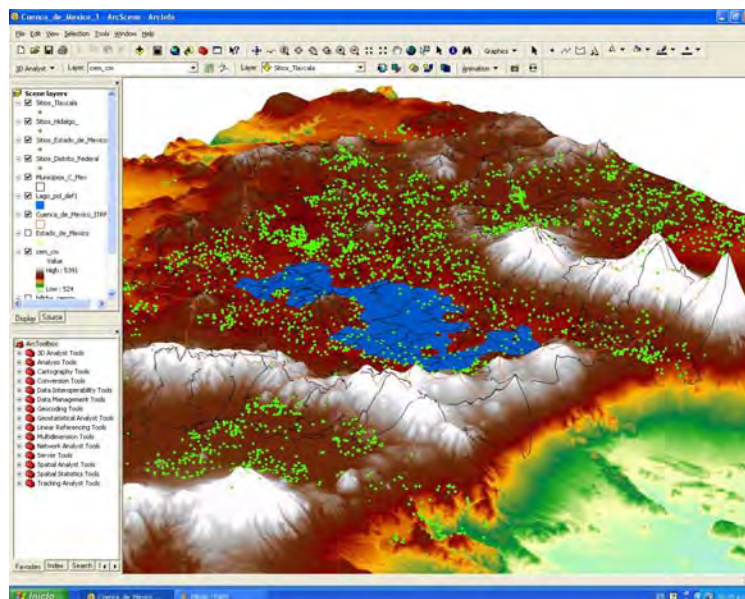 Cuenca_de_Mexico_1 - ArcScene - ArcInfo
File Edit View Selection Tools Window Help
Graphics
3D Analyst Layer: cem_cm Layer: Sitios_Tlaxcala Animation
Scene layers
Sitios_Tlaxcala
Sitios_Hidalgo_
Sitios_Estado_de_Mexico
Sitios_Distrito_Federal
Municipios_C_Mex
Lago_pol_def1
Cuenca_de_Mexico_ITRF
Estado_de_Mexico
cem_cm
Value
High : 5391
Low : 524
Display Source
ArcToolbox
3D Analyst Tools
Analysis Tools
Cartography Tools
Conversion Tools
Data Interoperability Tools
Data Management Tools
Geocoding Tools
Geostatistical Analyst Tools
Linear Referencing Tools
Multidimension Tools
Network Analyst Tools
Server Tools
Spatial Analyst Tools
Spatial Statistics Tools
Tracking Analyst Tools
Favorites Index Search
Inicio Cuenca_de_Mexico